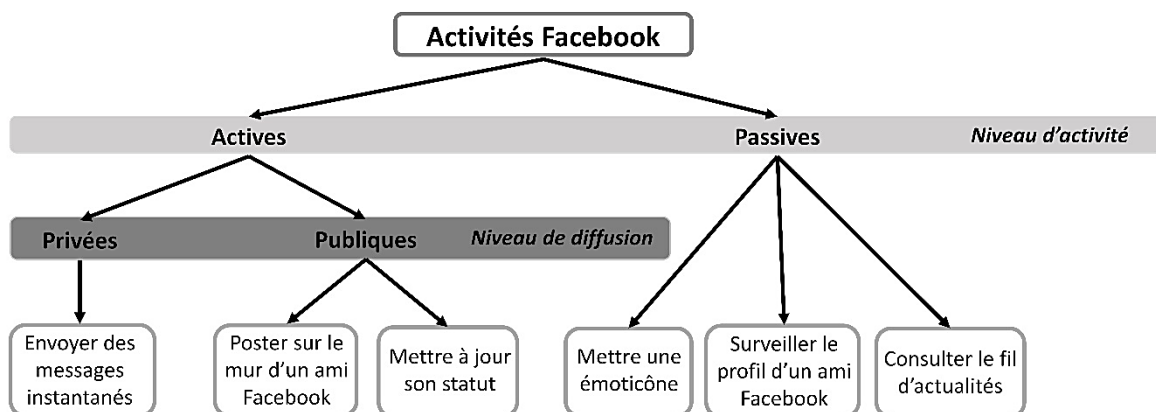 Activités Facebook
Actives
Passives
Niveau d'activité
Privées
Publiques
Niveau de diffusion
Envoyer des
messages
instantanés
Poster sur le
mur d'un ami
Facebook
Mettre à jour
son statut
Mettre une
émoticône
Surveiller le
profil d'un ami
Facebook
Consulter le fil
d'actualités